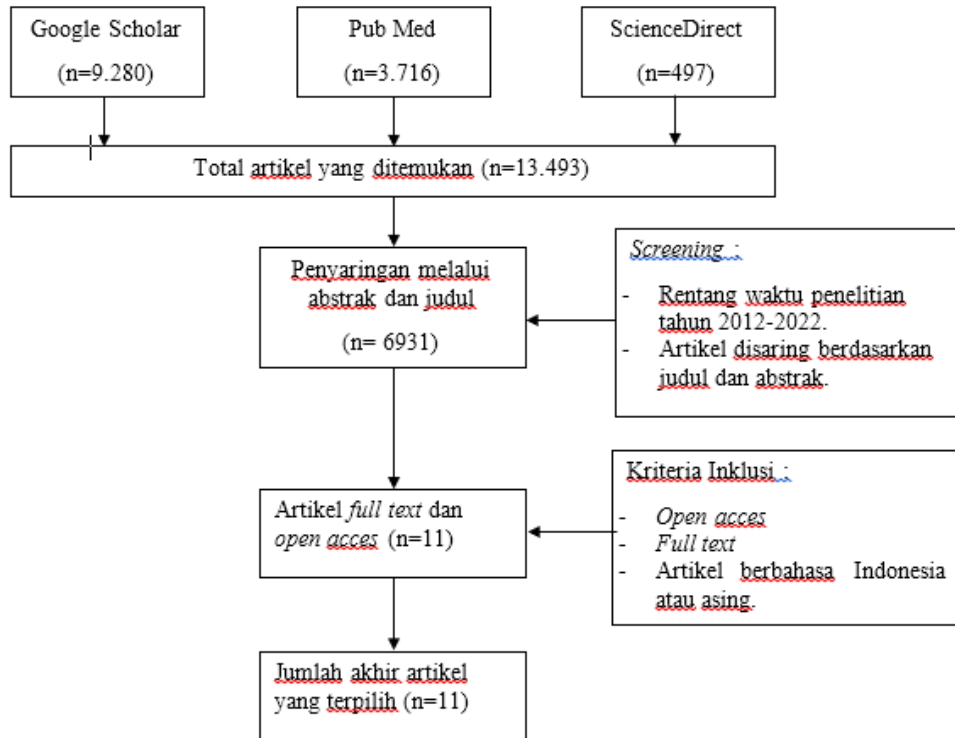 Google Scholar
(n=9.280)
Pub Med
(n=3.716)
ScienceDirect
(n=497)
Total artikel yang ditemukan (n=13.493)
Penyaringan melalui
abstrak dan judul
(n= 6931)
Screening :
- Rentang waktu penelitian
tahun 2012-2022.
- Artikel disaring berdasarkan
judul dan abstrak.
Artikel full text dan
open acces (n=11)
Kriteria Inklusi :
- Open acces
- Full text
- Artikel berbahasa Indonesia
atau asing.
Jumlah akhir artikel
yang terpilih (n=11)